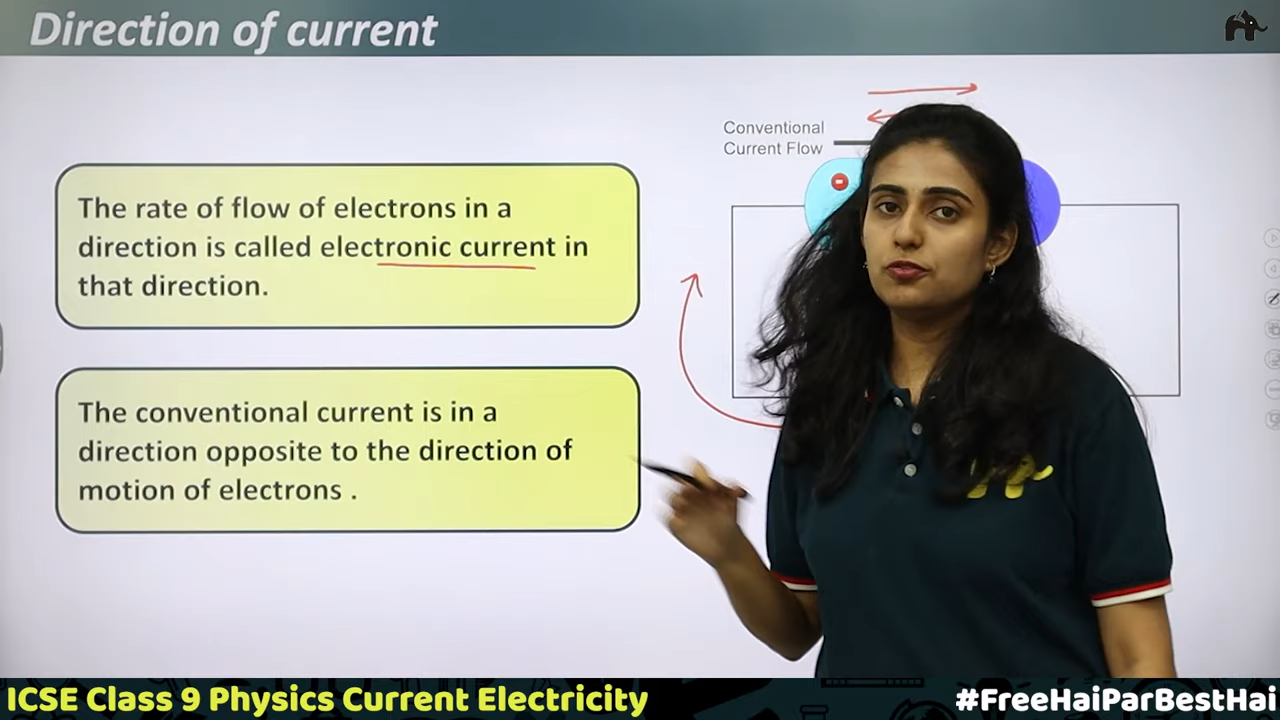 Direction of current
Conventional
Current Flow
The rate of flow of electrons in a
direction is called electronic current in
that direction.
The conventional current is in a
direction opposite to the direction of
motion of electrons .
ICSE Class 9 Physics Current Electricity
#FreeHaiParBestHai